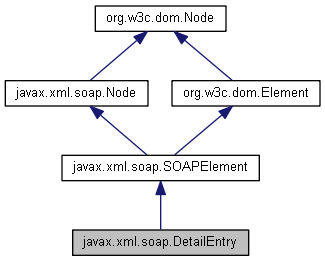 org.w3c.dom.Node
javax.xml.soap.Node
org.w3c.dom.Element
javax.xml.soap.SOAPElement
javax.xml.soap.DetailEntry